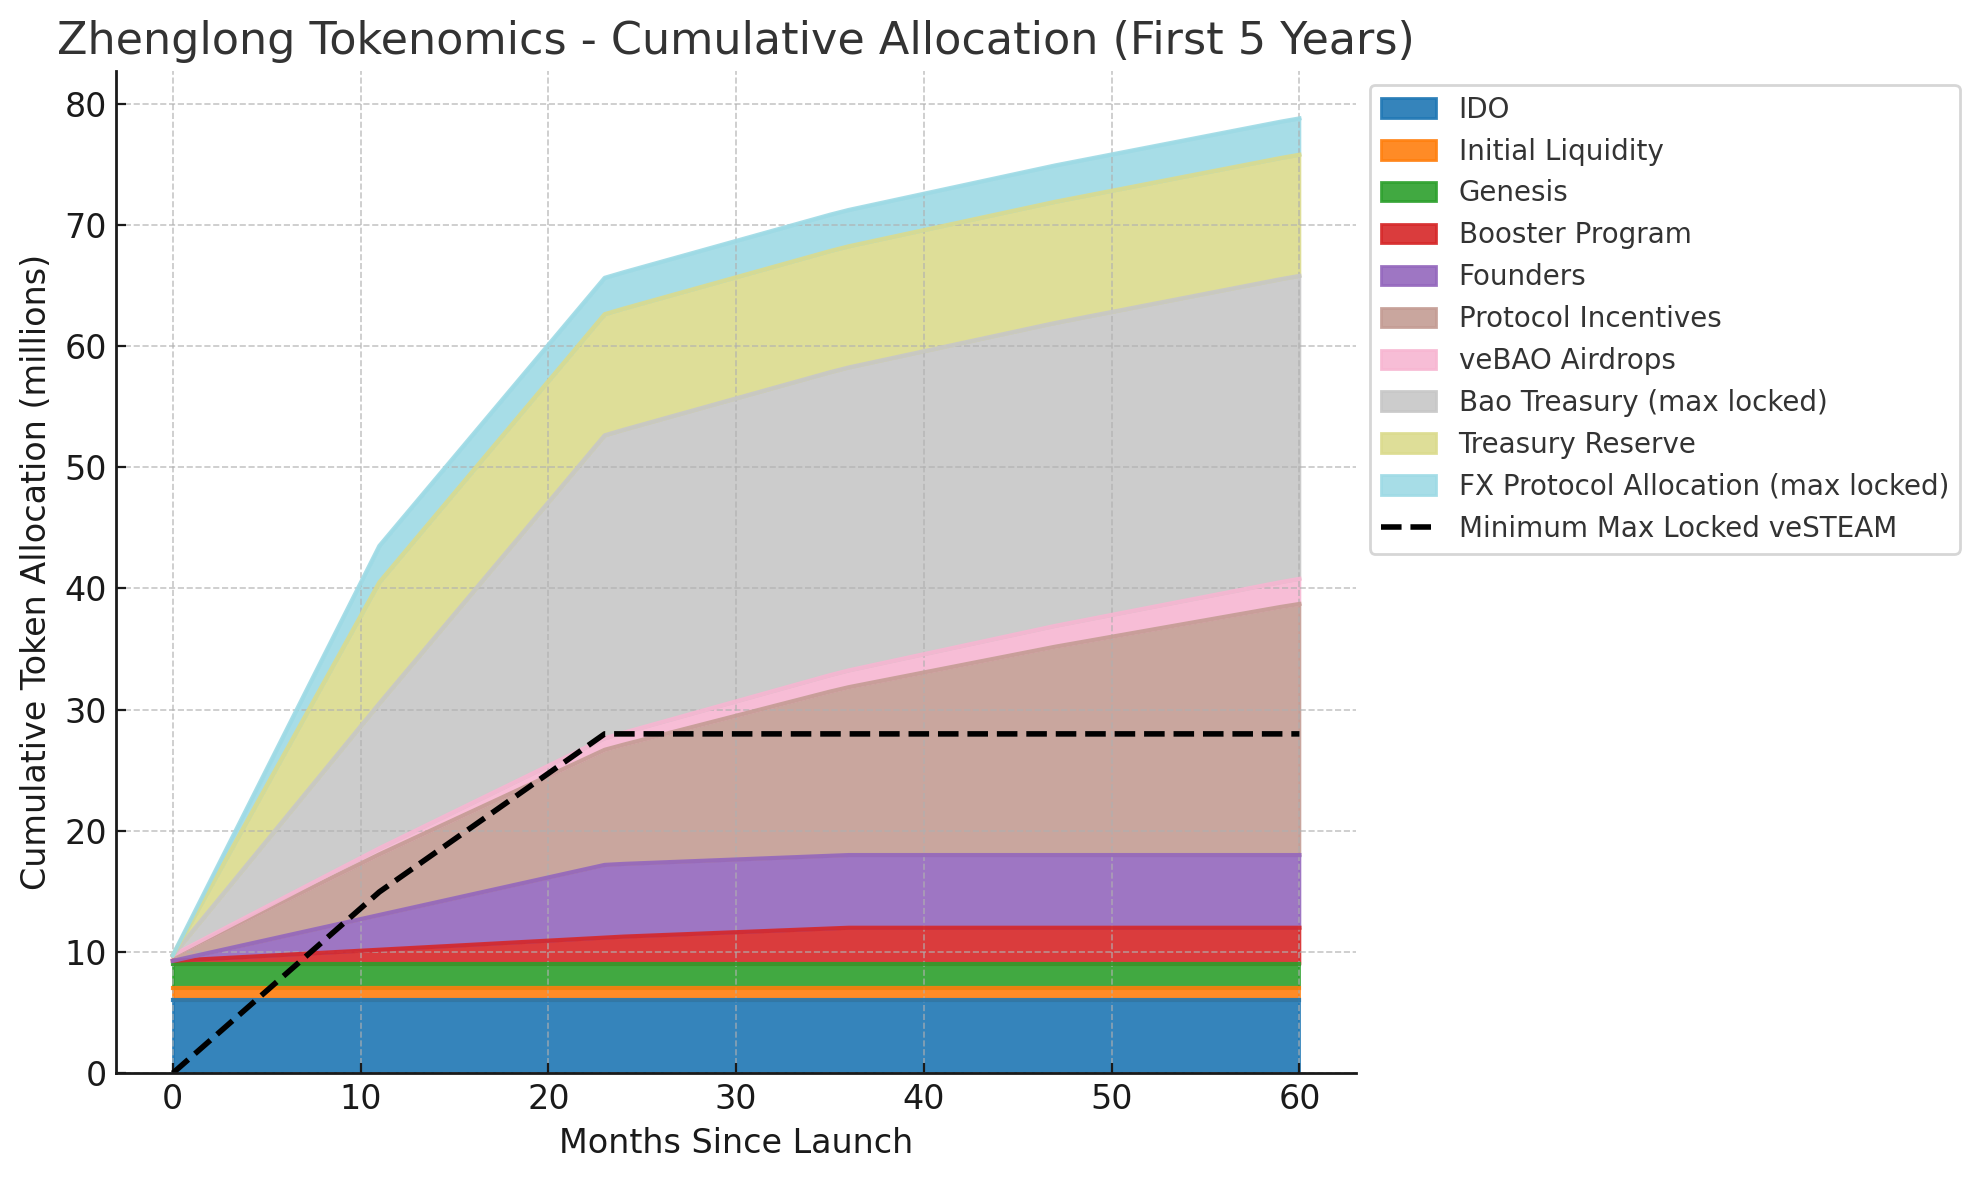 Zhenglong Tokenomics - Cumulative Allocation (First 5 Years)
Cumulative Token Allocation (millions)
80
70
60
50
40
30
20
10
0
0 10 20 30 40 50 60
Months Since Launch
IDO
Initial Liquidity
Genesis
Booster Program
Founders
Protocol Incentives
veBAO Airdrops
Bao Treasury (max locked)
Treasury Reserve
FX Protocol Allocation (max locked)
Minimum Max Locked veSTEAM